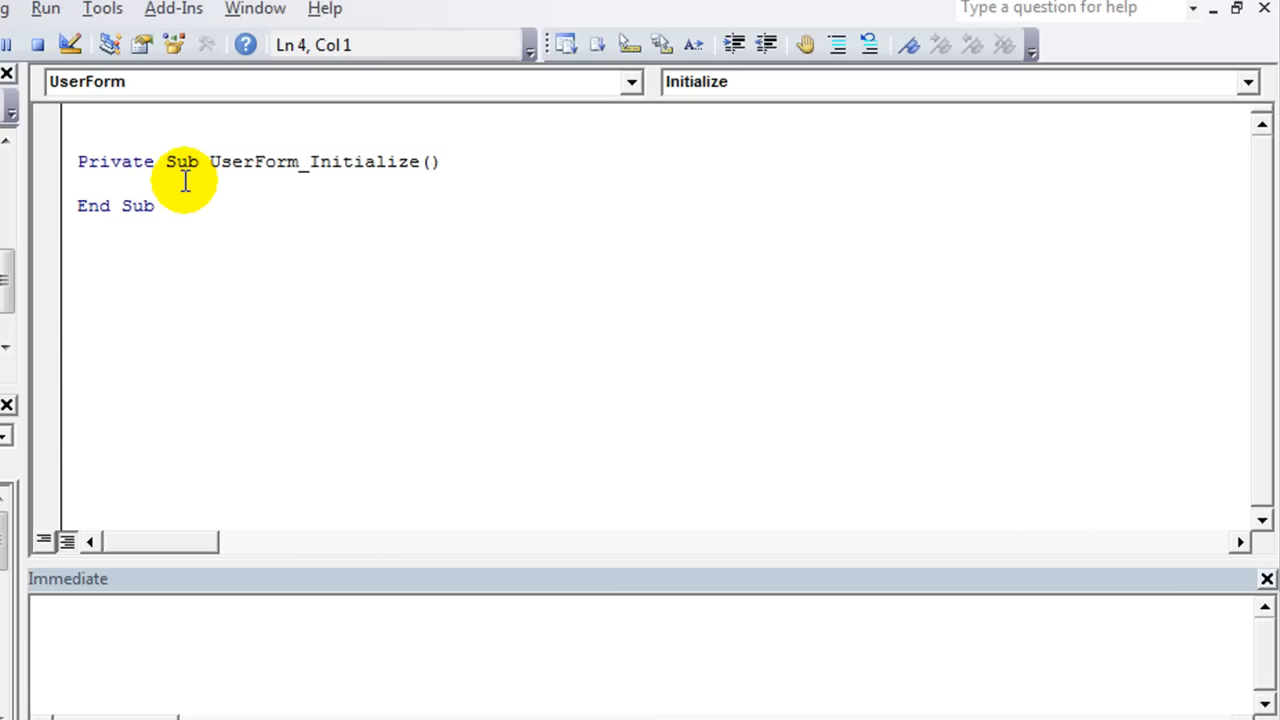 g Run Tools Add-Ins Window Help Type a question for help
Ln 4, Col 1
UserForm Initialize
Private Sub UserForm_Initialize()
End Sub
Immediate